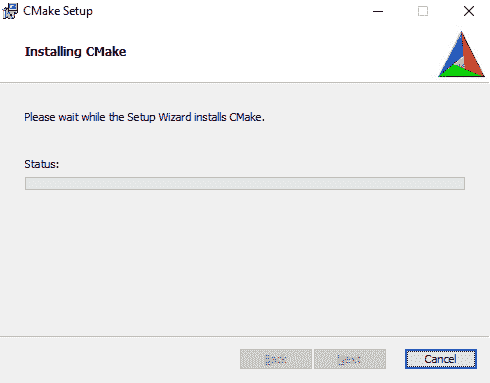 CMake Setup
Installing CMake
Please wait while the Setup Wizard installs CMake.
Status:
Back Next Cancel